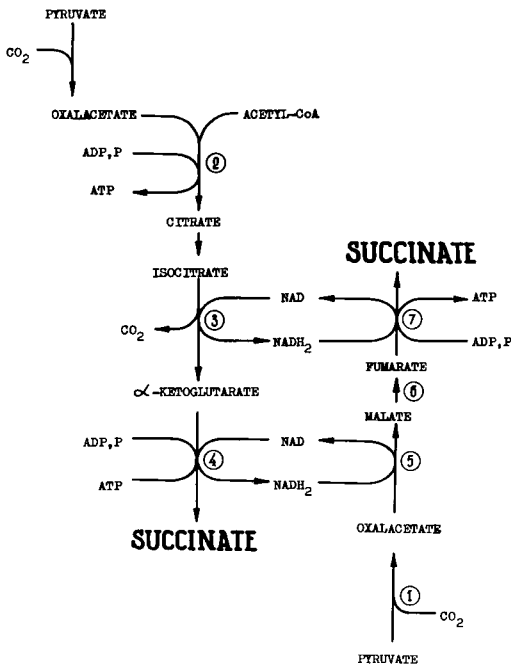 PYRUVATE
CO2
OXALACETATE
ACETYL-CoA
ADP,P
2
ATP
CITRATE
SUCCINATE
ISOCITRATE
NAD
ATP
CO2
3
7
NADH2
ADP,P
FUMARATE
α-KETOGLUTARATE
6
MALATE
ADP,P
NAD
4
5
ATP
NADH2
SUCCINATE
OXALACETATE
1
CO2
PYRUVATE